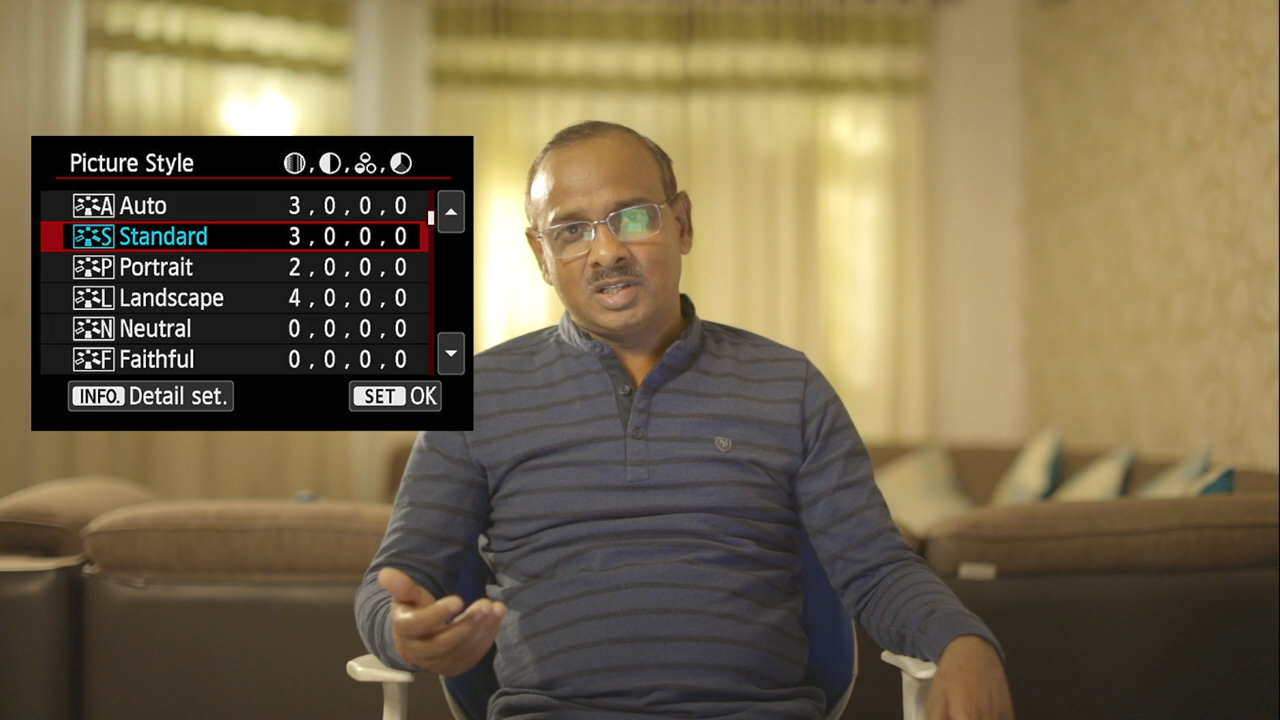 Picture Style
A Auto 3 , 0 , 0 , 0
S Standard 3 , 0 , 0 , 0
P Portrait 2 , 0 , 0 , 0
L Landscape 4 , 0 , 0 , 0
N Neutral 0 , 0 , 0 , 0
F Faithful 0 , 0 , 0 , 0
INFO. Detail set. SET OK